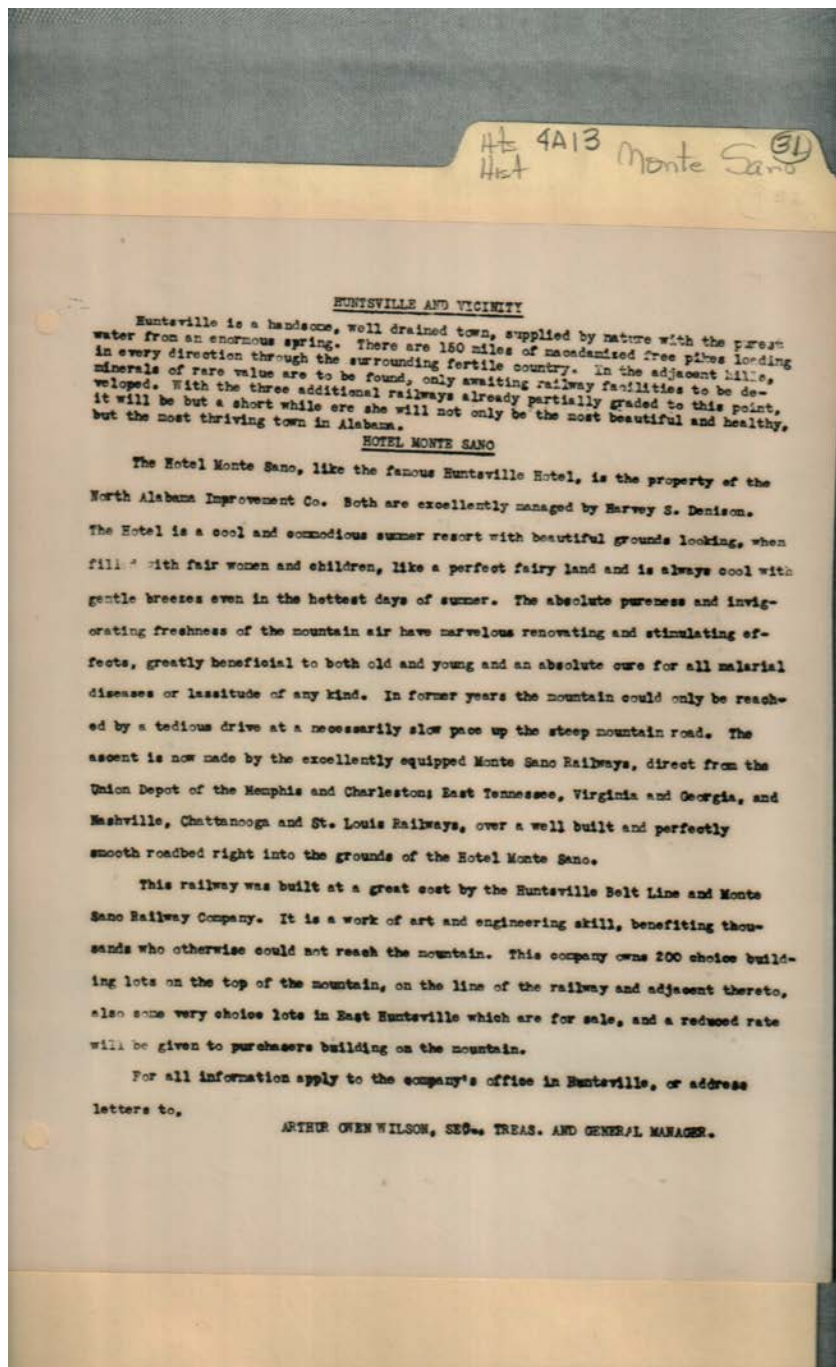 Hts 4A13 Monte Sano 31
Hist
HUNTSVILLE AND VICINITY
Huntsville is a handsome, well drained town, supplied by nature with the purest
water from an enormous spring. There are 150 miles of macadamized free pikes leading
in every direction through the surrounding fertile country. In the adjacent hills,
minerals of rare value are to be found, only awaiting railway facilities to be de-
veloped. With the three additional railways already partially graded to this point,
it will be but a short while ere she will not only be the most beautiful and healthy,
but the most thriving town in Alabama.
HOTEL MONTE SANO
The Hotel Monte Sano, like the famous Huntsville Hotel, is the property of the
North Alabama Improvement Co. Both are excellently managed by Harvey S. Denison.
The Hotel is a cool and commodious summer resort with beautiful grounds looking, when
filled with fair women and children, like a perfect fairy land and is always cool with
gentle breezes even in the hottest days of summer. The absolute pureness and invig-
orating freshness of the mountain air have marvelous renovating and stimulating ef-
fects, greatly beneficial to both old and young and an absolute cure for all malarial
diseases or lassitude of any kind. In former years the mountain could only be reach-
ed by a tedious drive at a necessarily slow pace up the steep mountain road. The
ascent is now made by the excellently equipped Monte Sano Railways, direct from the
Union Depot of the Memphis and Charleston; East Tennessee, Virginia and Georgia, and
Nashville, Chattanooga and St. Louis Railways, over a well built and perfectly
smooth roadbed right into the grounds of the Hotel Monte Sano.
This railway was built at a great cost by the Huntsville Belt Line and Monte
Sano Railway Company. It is a work of art and engineering skill, benefiting thou-
sands who otherwise could not reach the mountain. This company owns 200 choice build-
ing lots on the top of the mountain, on the line of the railway and adjacent thereto,
also some very choice lots in East Huntsville which are for sale, and a reduced rate
will be given to purchasers building on the mountain.
For all information apply to the company's office in Huntsville, or address
letters to,
ARTHUR OWEN WILSON, SEC., TREAS. AND GENERAL MANAGER.